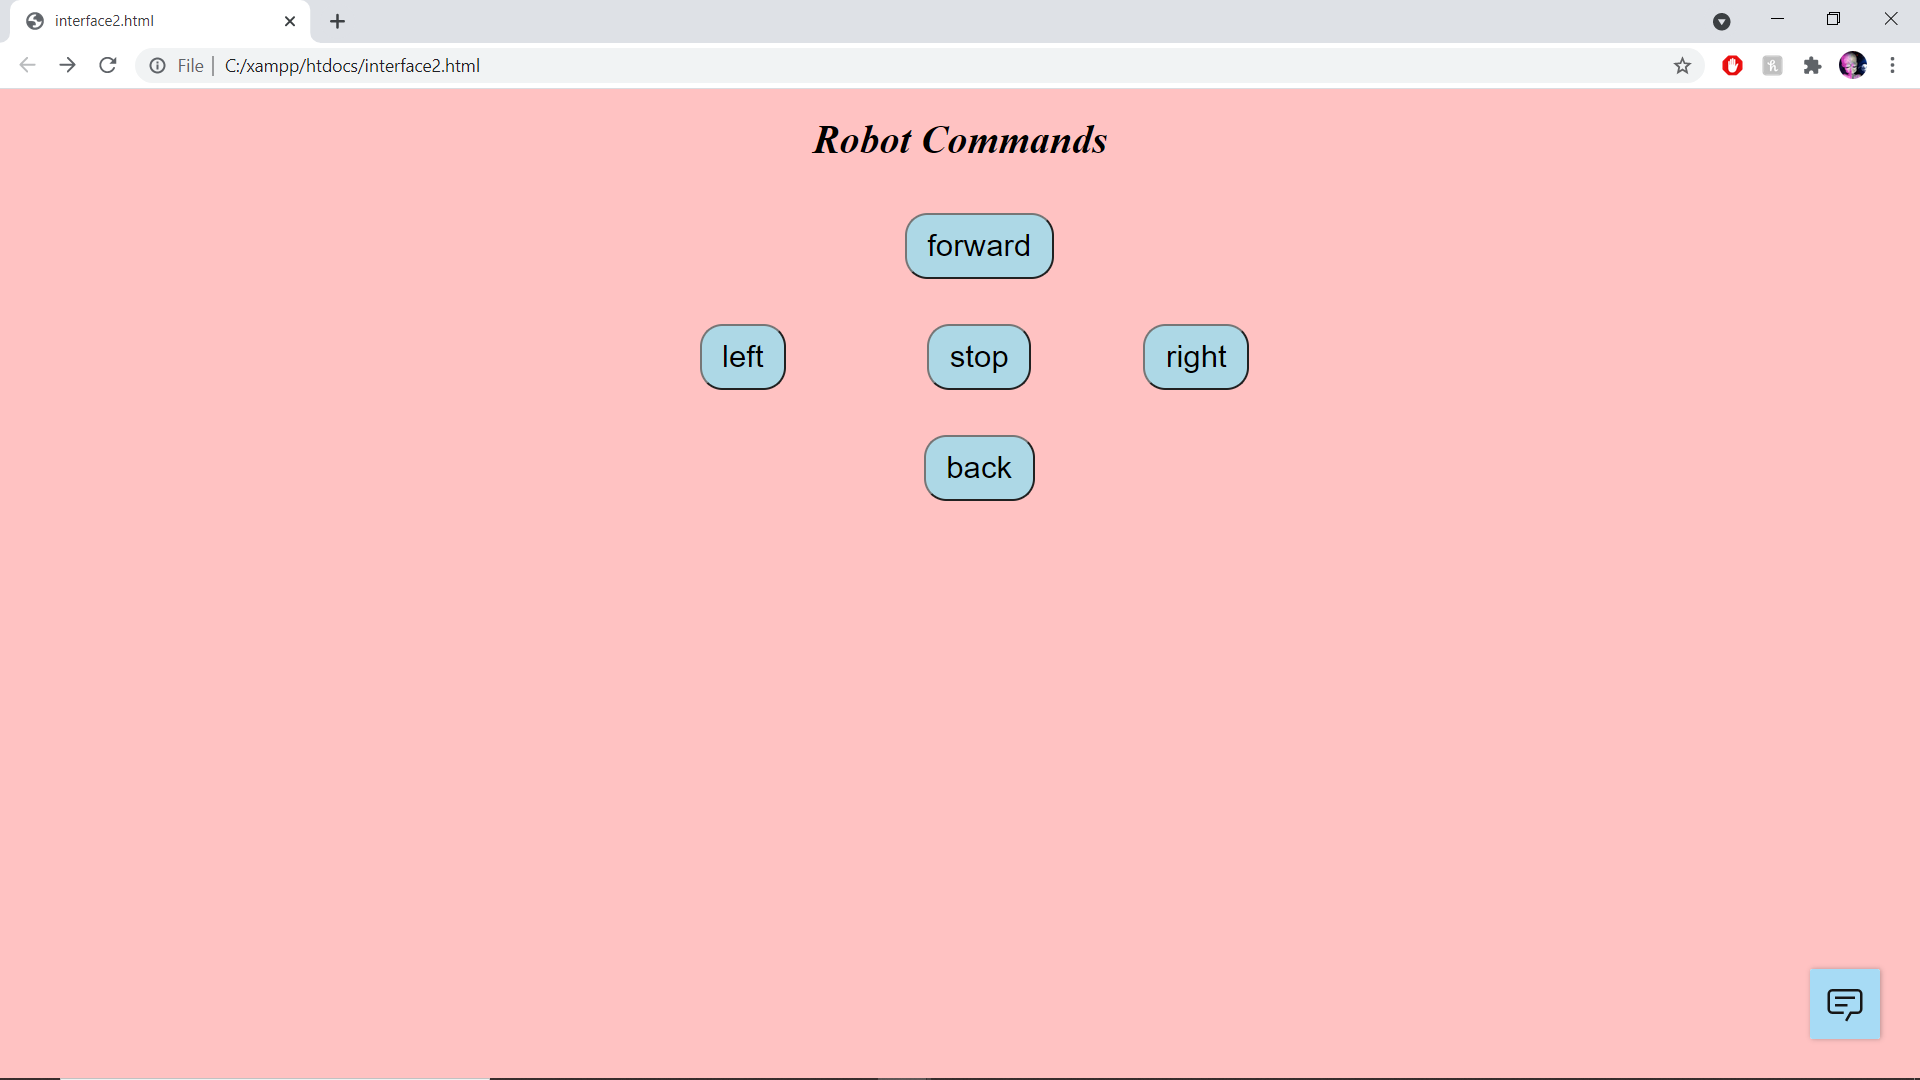 interface2.html
File | C:/xampp/htdocs/interface2.html
Robot Commands
forward
left stop right
back